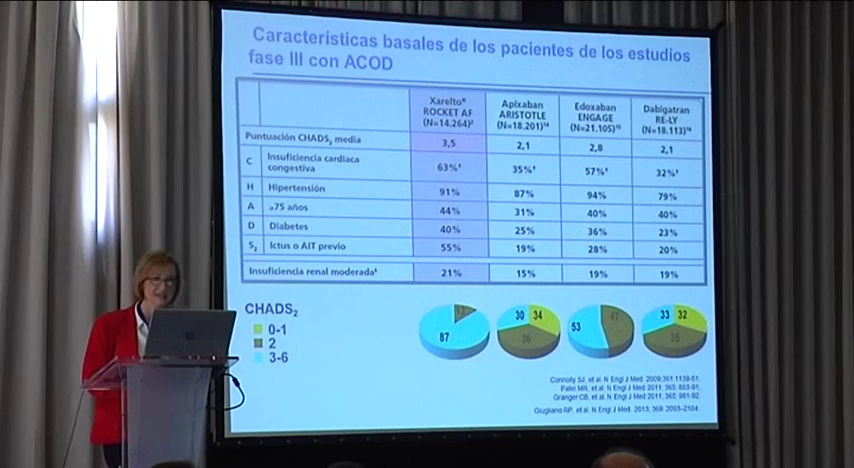 Características basales de los pacientes de los estudios
fase III con ACOD
Xarelto® ROCKET AF (N=14.264)² Apixaban ARISTOTLE (N=18.201)¹⁴ Edoxaban ENGAGE (N=21.105)¹⁵ Dabigatran RE-LY (N=18.113)¹⁶
Puntuación CHADS₂ media 3,5 2,1 2,8 2,1
C Insuficiencia cardiaca congestiva 63%† 35%† 57%† 32%†
H Hipertensión 91% 87% 94% 79%
A ≥75 años 44% 31% 40% 40%
D Diabetes 40% 25% 36% 23%
S₂ Ictus o AIT previo 55% 19% 28% 20%
Insuficiencia renal moderada‡ 21% 15% 19% 19%
CHADS₂
0-1
2
3-6
13 87
30 34 36
53 47
33 32 35
Connolly SJ, et al. N Engl J Med. 2009;361:1139-51.
Patel MR, et al. N Engl J Med 2011; 365: 883-91.
Granger CB, et al. N Engl J Med 2011; 365: 981-92.
Giugliano RP, et al. N Engl J Med. 2013; 369: 2093–2104.